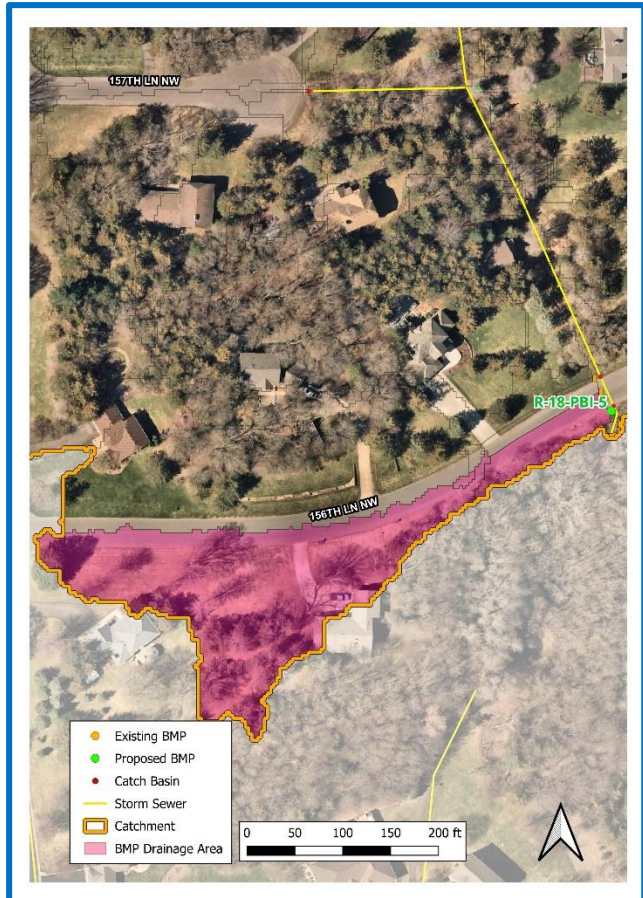 157TH LN NW
R-18-PBI-5
156TH LN NW
Existing BMP
Proposed BMP
Catch Basin
Storm Sewer
Catchment
BMP Drainage Area
0 50 100 150 200 ft